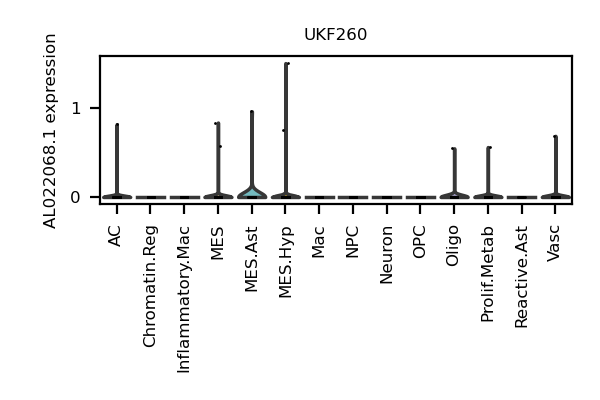 UKF260
AL022068.1 expression
1
0
AC
Chromatin.Reg
Inflammatory.Mac
MES
MES.Ast
MES.Hyp
Mac
NPC
Neuron
OPC
Oligo
Prolif.Metab
Reactive.Ast
Vasc